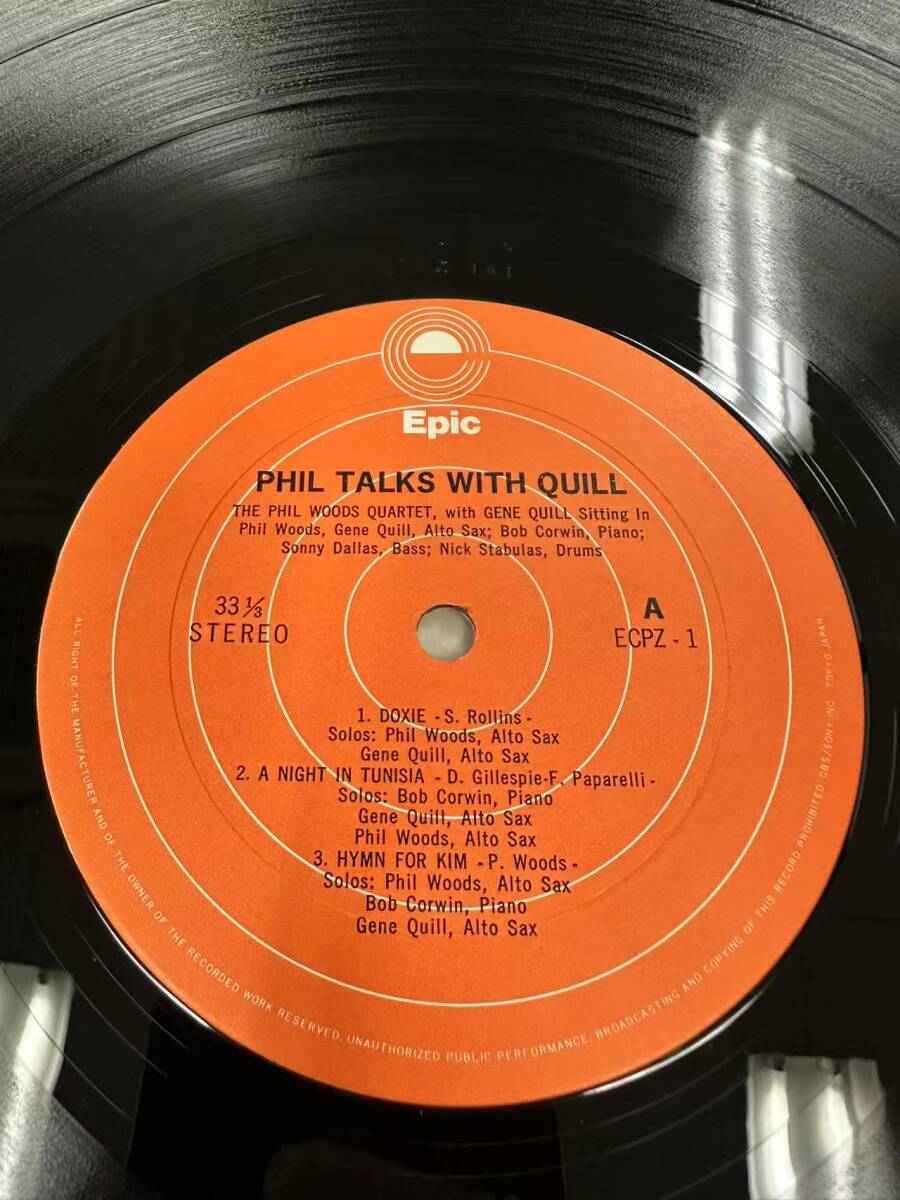 Epic
PHIL TALKS WITH QUILL
THE PHIL WOODS QUARTET, with GENE QUILL Sitting In
Phil Woods, Gene Quill, Alto Sax; Bob Corwin, Piano;
Sonny Dallas, Bass; Nick Stabulas, Drums
33 1/3
STEREO
A
ECPZ - 1
1. DOXIE - S. Rollins -
Solos: Phil Woods, Alto Sax
Gene Quill, Alto Sax
2. A NIGHT IN TUNISIA - D. Gillespie-F. Paparelli -
Solos: Bob Corwin, Piano
Gene Quill, Alto Sax
Phil Woods, Alto Sax
3. HYMN FOR KIM - P. Woods -
Solos: Phil Woods, Alto Sax
Bob Corwin, Piano
Gene Quill, Alto Sax
ALL RIGHT OF THE MANUFACTURER AND OF THE OWNER OF THE RECORDED WORK RESERVED. UNAUTHORIZED PUBLIC PERFORMANCE. BROADCASTING AND COPYING OF THIS RECORD PROHIBITED CBS/SONY INC. TOKYO JAPAN